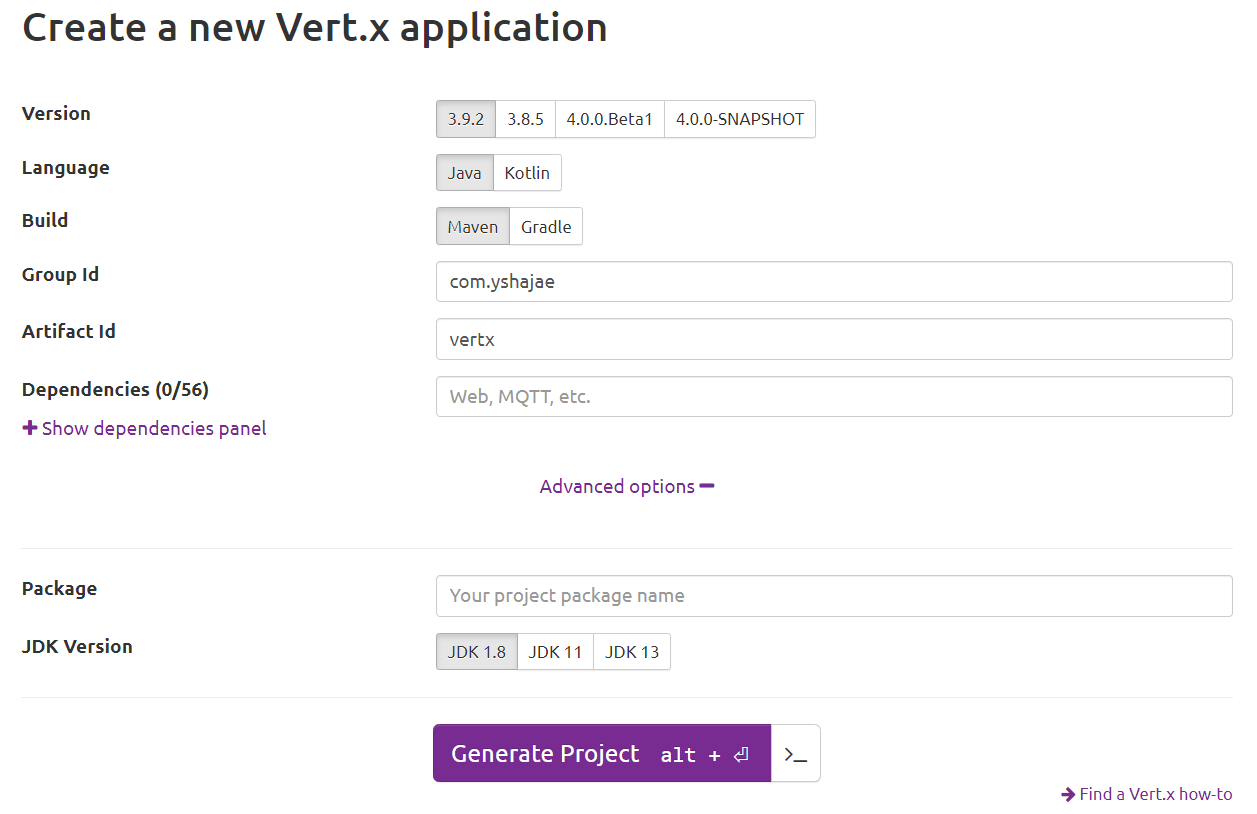 Create a new Vert.x application
Version 3.9.2 3.8.5 4.0.0.Beta1 4.0.0-SNAPSHOT
Language Java Kotlin
Build Maven Gradle
Group Id com.yshajae
Artifact Id vertx
Dependencies (0/56) Web, MQTT, etc.
Show dependencies panel
Advanced options
Package Your project package name
JDK Version JDK 1.8 JDK 11 JDK 13
Generate Project alt + ⏎ >_
Find a Vert.x how-to